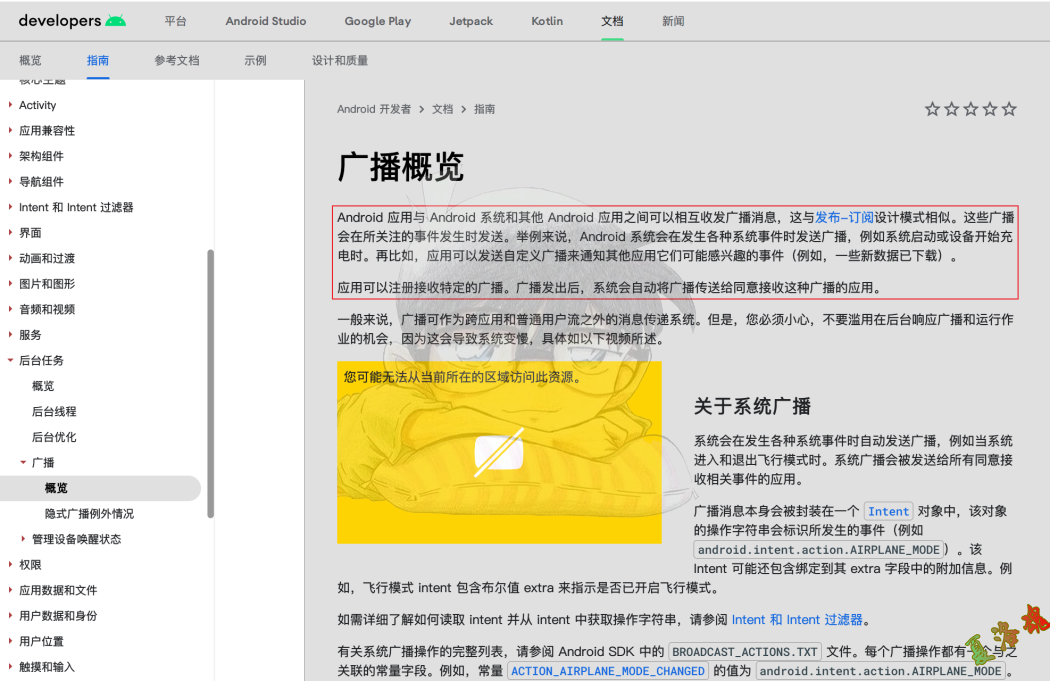 developers 平台 Android Studio Google Play Jetpack Kotlin 文档 新闻
概览 指南 参考文档 示例 设计和质量
核心主题
Activity
应用兼容性
架构组件
导航组件
Intent 和 Intent 过滤器
界面
动画和过渡
图片和图形
音频和视频
服务
后台任务
概览
后台线程
后台优化
广播
概览
隐式广播例外情况
管理设备唤醒状态
权限
应用数据和文件
用户数据和身份
用户位置
触摸和输入
Android 开发者 > 文档 > 指南
广播概览
Android 应用与 Android 系统和其他 Android 应用之间可以相互收发广播消息，这与发布-订阅设计模式相似。这些广播
会在所关注的事件发生时发送。举例来说，Android 系统会在发生各种系统事件时发送广播，例如系统启动或设备开始充
电时。再比如，应用可以发送自定义广播来通知其他应用它们可能感兴趣的事件（例如，一些新数据已下载）。
应用可以注册接收特定的广播。广播发出后，系统会自动将广播传送给同意接收这种广播的应用。
一般来说，广播可作为跨应用和普通用户流之外的消息传递系统。但是，您必须小心，不要滥用在后台响应广播和运行作
业的机会，因为这会导致系统变慢，具体如以下视频所述。
您可能无法从当前所在的区域访问此资源。
关于系统广播
系统会在发生各种系统事件时自动发送广播，例如当系统
进入和退出飞行模式时。系统广播会被发送给所有同意接
收相关事件的应用。
广播消息本身会被封装在一个 Intent 对象中，该对象
的操作字符串会标识所发生的事件（例如
android.intent.action.AIRPLANE_MODE）。该
Intent 可能还包含绑定到其 extra 字段中的附加信息。例
如，飞行模式 intent 包含布尔值 extra 来指示是否已开启飞行模式。
如需详细了解如何读取 intent 并从 intent 中获取操作字符串，请参阅 Intent 和 Intent 过滤器。
有关系统广播操作的完整列表，请参阅 Android SDK 中的 BROADCAST_ACTIONS.TXT 文件。每个广播操作都有一个与之
关联的常量字段。例如，常量 ACTION_AIRPLANE_MODE_CHANGED 的值为 android.intent.action.AIRPLANE_MODE。